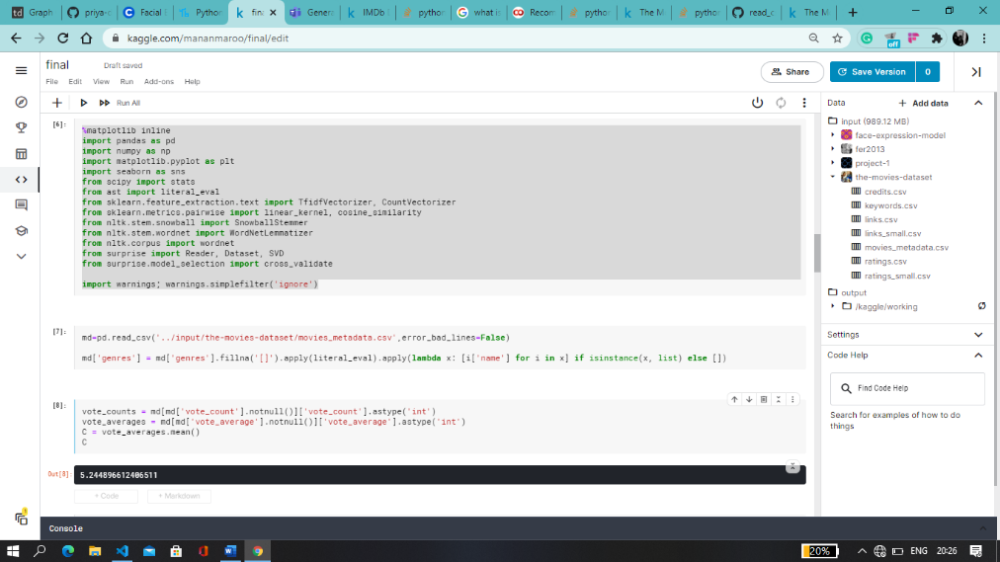 Graph
priya-c
Facial
Python
fina
Genera
IMDb
python
what is
Recom
python
The M
python
read_c
The M
kaggle.com/mananmaroo/final/edit
off
final
Draft saved
File Edit View Run Add-ons Help
Share
Save Version
0
Run All
Data
Add data
[6]:
%matplotlib inline
import pandas as pd
import numpy as np
import matplotlib.pyplot as plt
import seaborn as sns
from scipy import stats
from ast import literal_eval
from sklearn.feature_extraction.text import TfidfVectorizer, CountVectorizer
from sklearn.metrics.pairwise import linear_kernel, cosine_similarity
from nltk.stem.snowball import SnowballStemmer
from nltk.stem.wordnet import WordNetLemmatizer
from nltk.corpus import wordnet
from surprise import Reader, Dataset, SVD
from surprise.model_selection import cross_validate
import warnings; warnings.simplefilter('ignore')
[7]:
md=pd.read_csv('../input/the-movies-dataset/movies_metadata.csv',error_bad_lines=False)
md['genres'] = md['genres'].fillna('[]').apply(literal_eval).apply(lambda x: [i['name'] for i in x] if isinstance(x, list) else [])
[8]:
vote_counts = md[md['vote_count'].notnull()]['vote_count'].astype('int')
vote_averages = md[md['vote_average'].notnull()]['vote_average'].astype('int')
C = vote_averages.mean()
C
Out[8]:
5.244896612406511
+ Code
+ Markdown
input (989.12 MB)
face-expression-model
fer2013
project-1
the-movies-dataset
credits.csv
keywords.csv
links.csv
links_small.csv
movies_metadata.csv
ratings.csv
ratings_small.csv
output
/kaggle/working
Settings
Code Help
Find Code Help
Search for examples of how to do
things
Console
20%
ENG
20:26